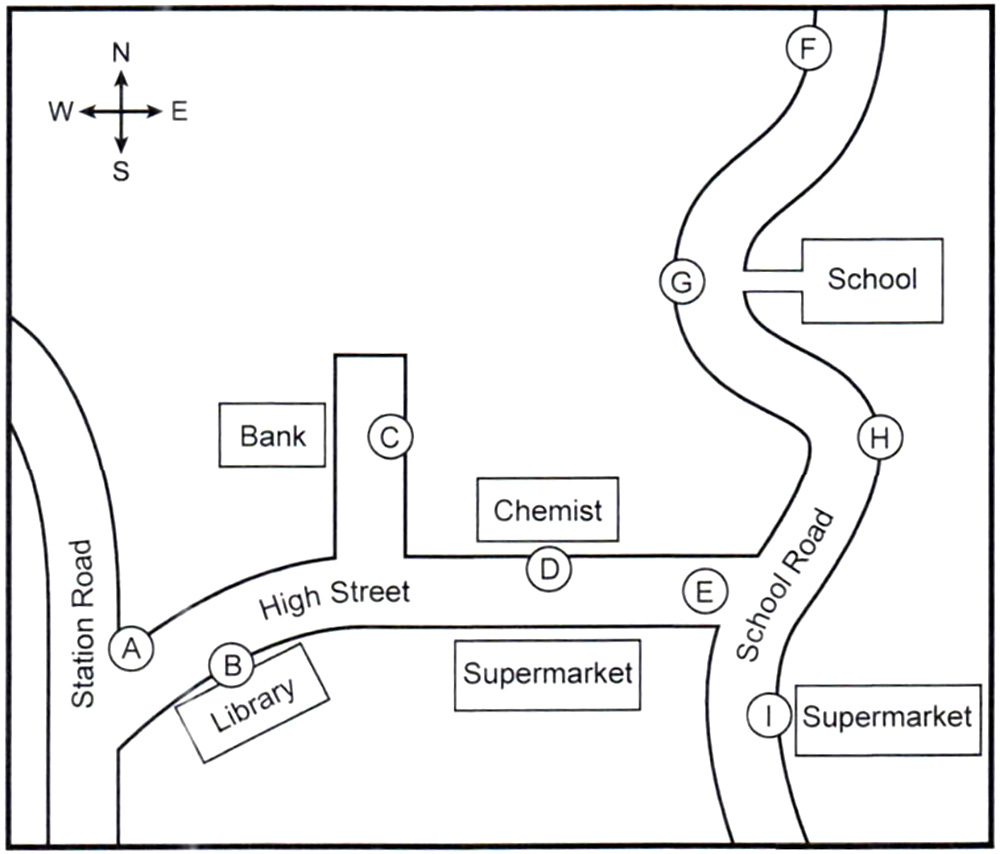 N
W E
S
F
G
School
Bank
C
H
Chemist
D
High Street
E
School Road
Station Road
A
B
Library
Supermarket
I
Supermarket